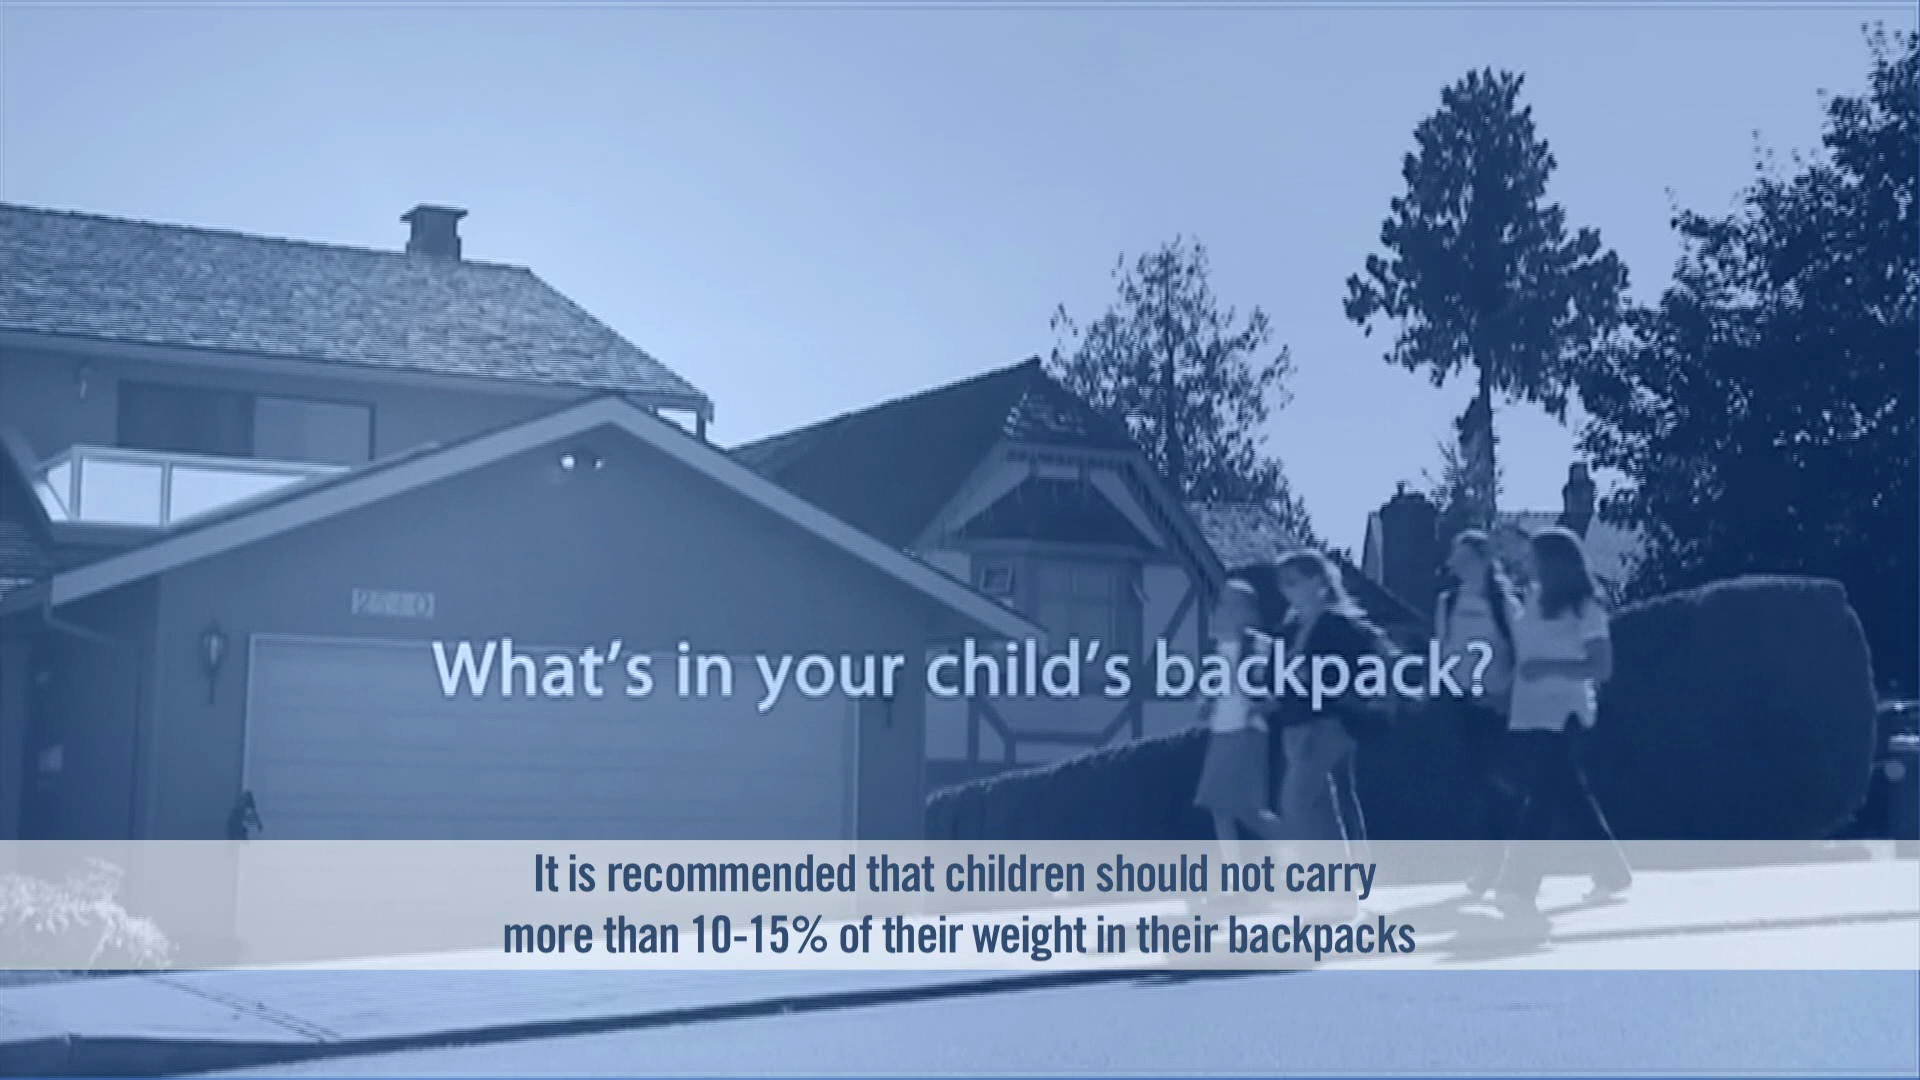 What's in your child's backpack?
It is recommended that children should not carry
more than 10-15% of their weight in their backpacks